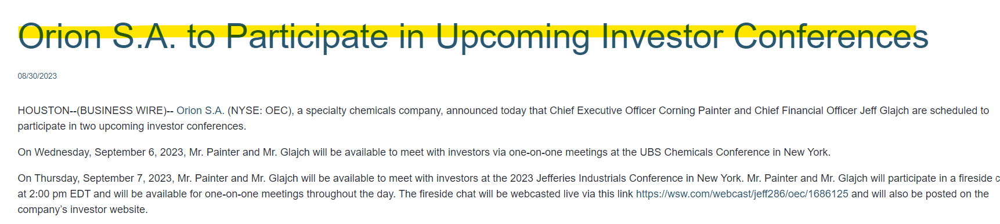 Orion S.A. to Participate in Upcoming Investor Conferences
08/30/2023
HOUSTON--(BUSINESS WIRE)-- Orion S.A. (NYSE: OEC), a specialty chemicals company, announced today that Chief Executive Officer Corning Painter and Chief Financial Officer Jeff Glajch are scheduled to
participate in two upcoming investor conferences.
On Wednesday, September 6, 2023, Mr. Painter and Mr. Glajch will be available to meet with investors via one-on-one meetings at the UBS Chemicals Conference in New York.
On Thursday, September 7, 2023, Mr. Painter and Mr. Glajch will be available to meet with investors at the 2023 Jefferies Industrials Conference in New York. Mr. Painter and Mr. Glajch will participate in a fireside c
at 2:00 pm EDT and will be available for one-on-one meetings throughout the day. The fireside chat will be webcasted live via this link https://wsw.com/webcast/jeff286/oec/1686125 and will also be posted on the
company’s investor website.